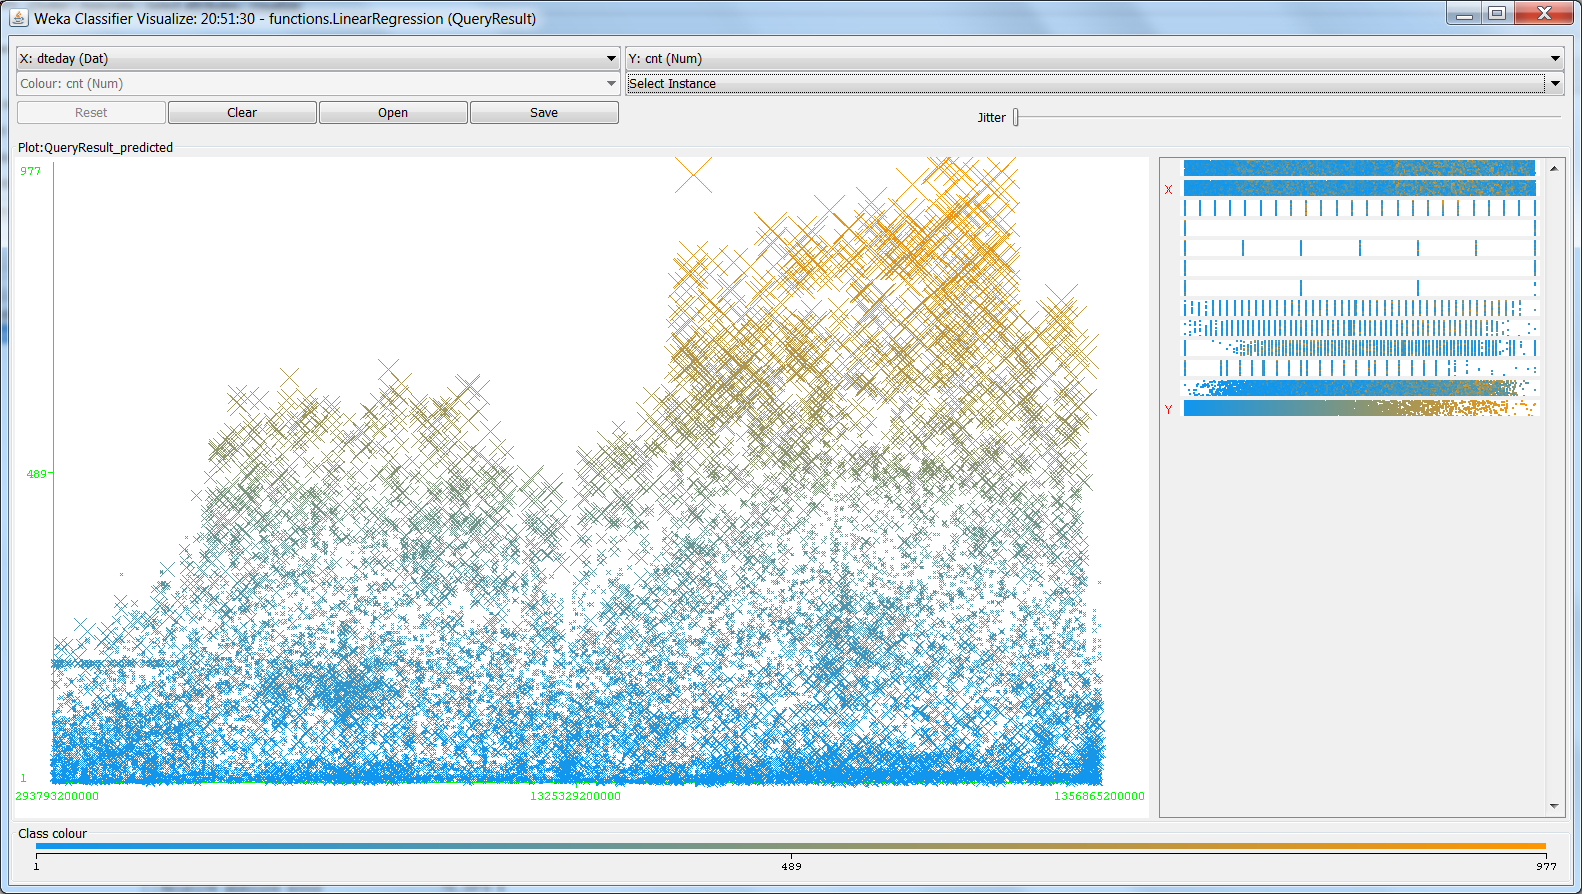 Weka Classifier Visualize: 20:51:30 - functions.LinearRegression (QueryResult)
X: dteday (Dat)
Y: cnt (Num)
Colour: cnt (Num)
Select Instance
Reset
Clear
Open
Save
Jitter
Plot:QueryResult_predicted
977
489
1
293793200000
1325329200000
1356865200000
X
Y
Class colour
1
489
977